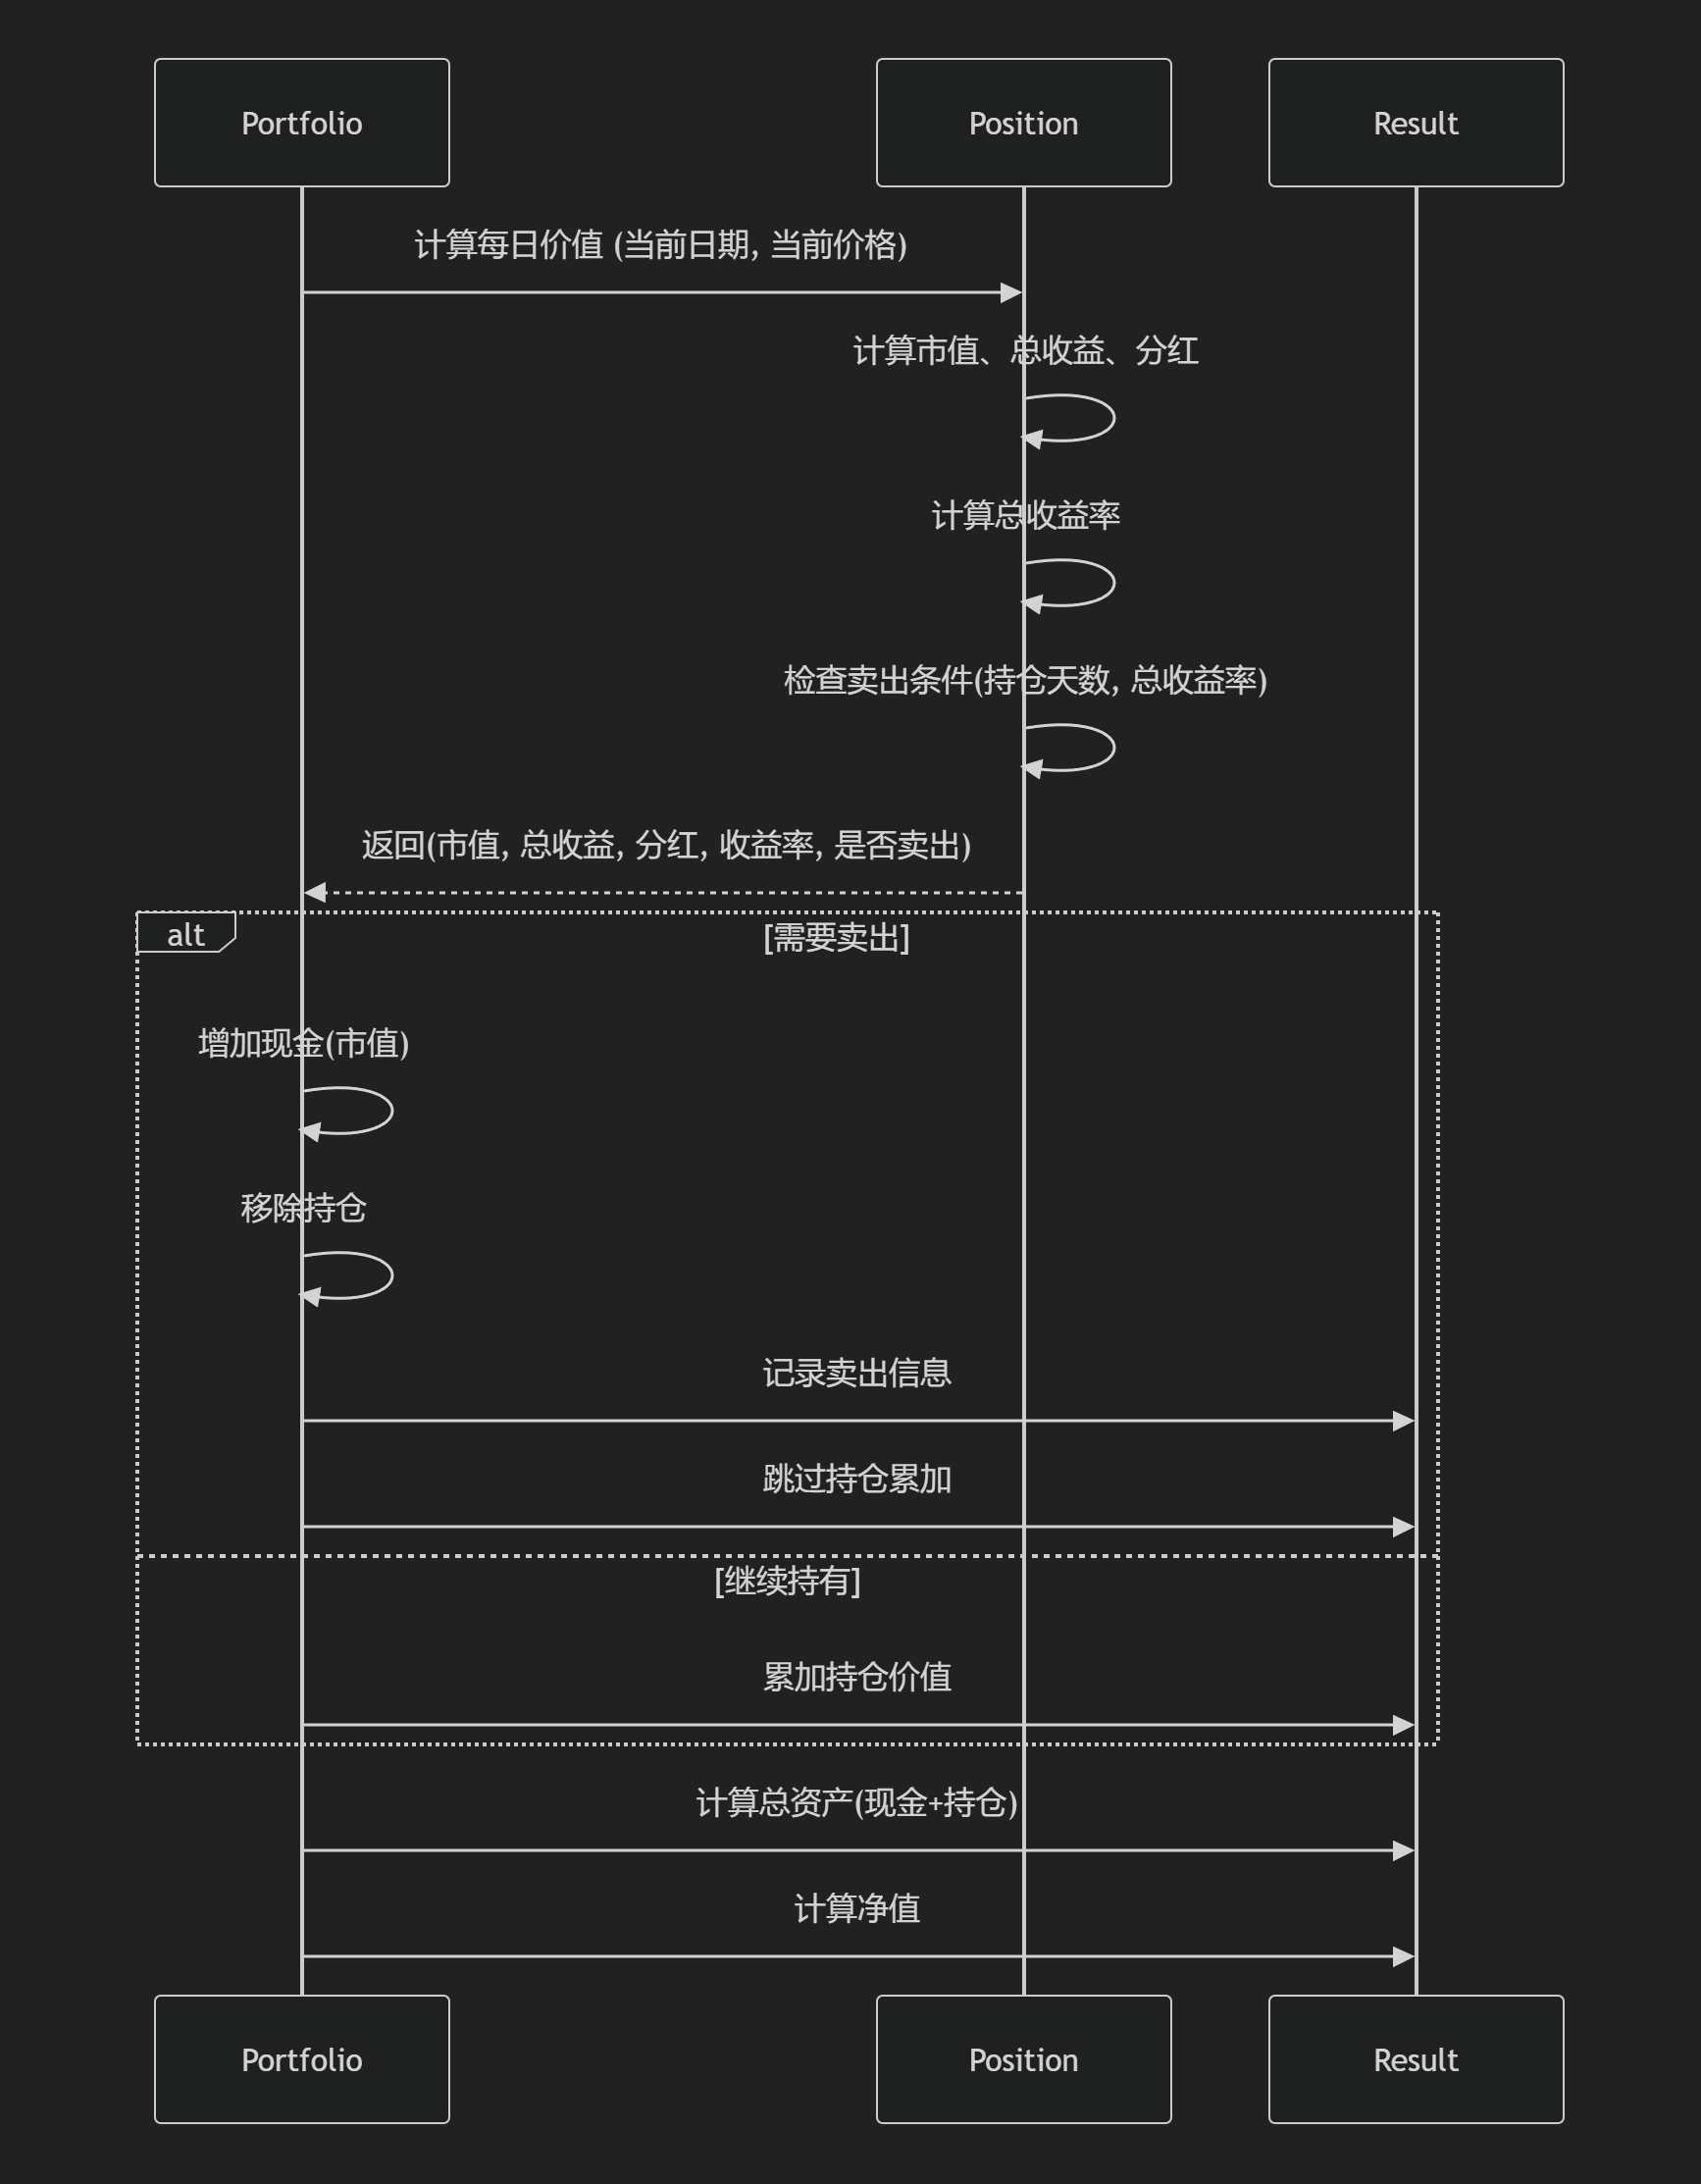 Portfolio
Position
Result
计算每日价值 (当前日期, 当前价格)
计算市值、总收益、分红
计算总收益率
检查卖出条件(持仓天数, 总收益率)
返回(市值, 总收益, 分红, 收益率, 是否卖出)
alt
[需要卖出]
增加现金(市值)
移除持仓
记录卖出信息
跳过持仓累加
[继续持有]
累加持仓价值
计算总资产(现金+持仓)
计算净值
Portfolio
Position
Result